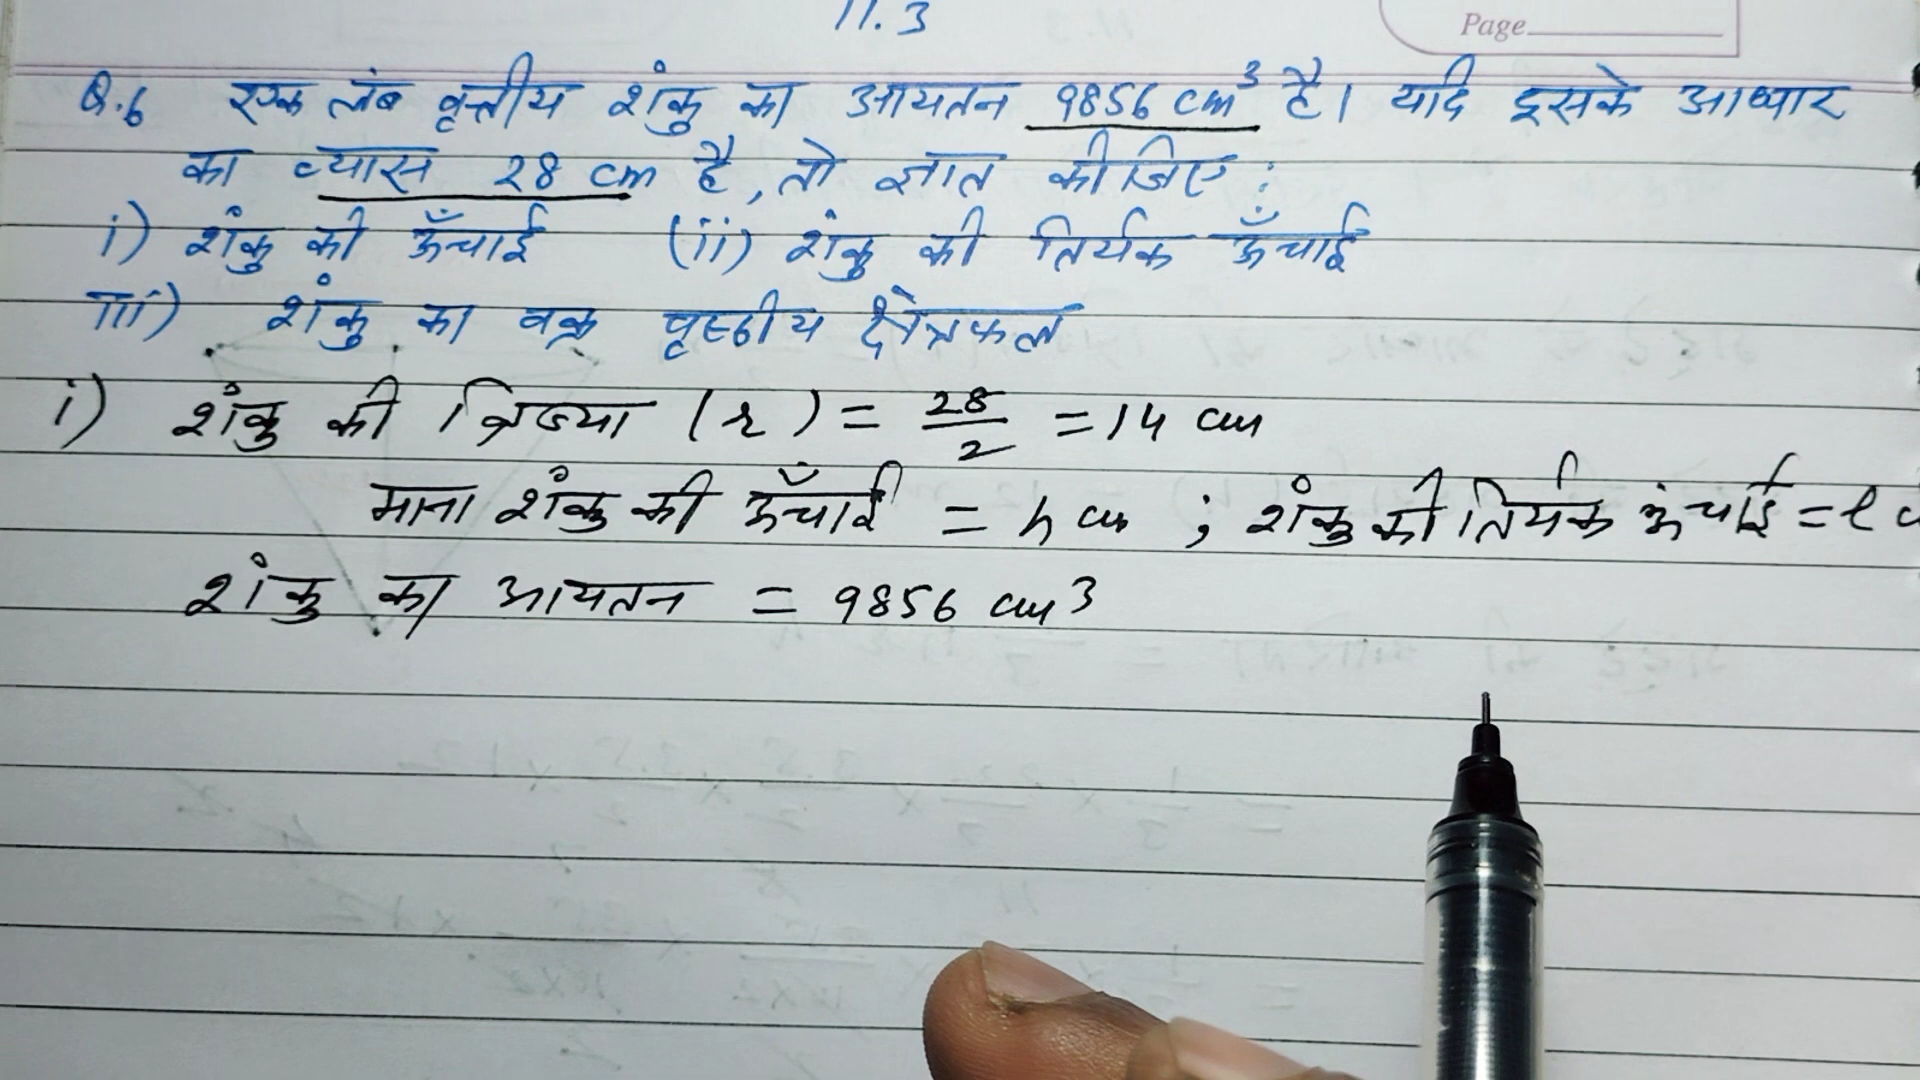 11.3
Page
Q.6 एक लंब वृत्तीय शंकु का आयतन 9856 cm³ है। यदि इसके आधार
का व्यास 28 cm है, तो ज्ञात कीजिए :
i) शंकु की ऊँचाई (ii) शंकु की तिर्यक ऊँचाई
iii) शंकु का वक्र पृष्ठीय क्षेत्रफल
i) शंकु की त्रिज्या (r) = 28/2 = 14 cm
माना शंकु की ऊँचाई = h cm ; शंकु की तिर्यक ऊंचाई = l c
शंकु का आयतन = 9856 cm³